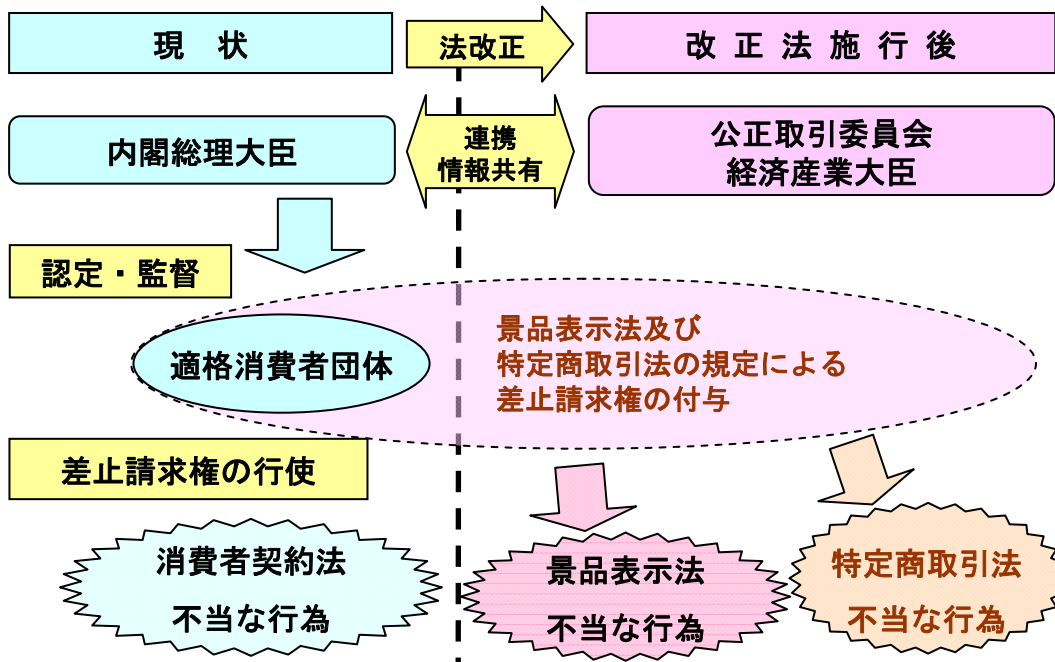 現　状
法改正
改 正 法 施 行 後
内閣総理大臣
連携
情報共有
公正取引委員会
経済産業大臣
認定・監督
適格消費者団体
景品表示法及び
特定商取引法の規定による
差止請求権の付与
差止請求権の行使
消費者契約法
不当な行為
景品表示法
不当な行為
特定商取引法
不当な行為